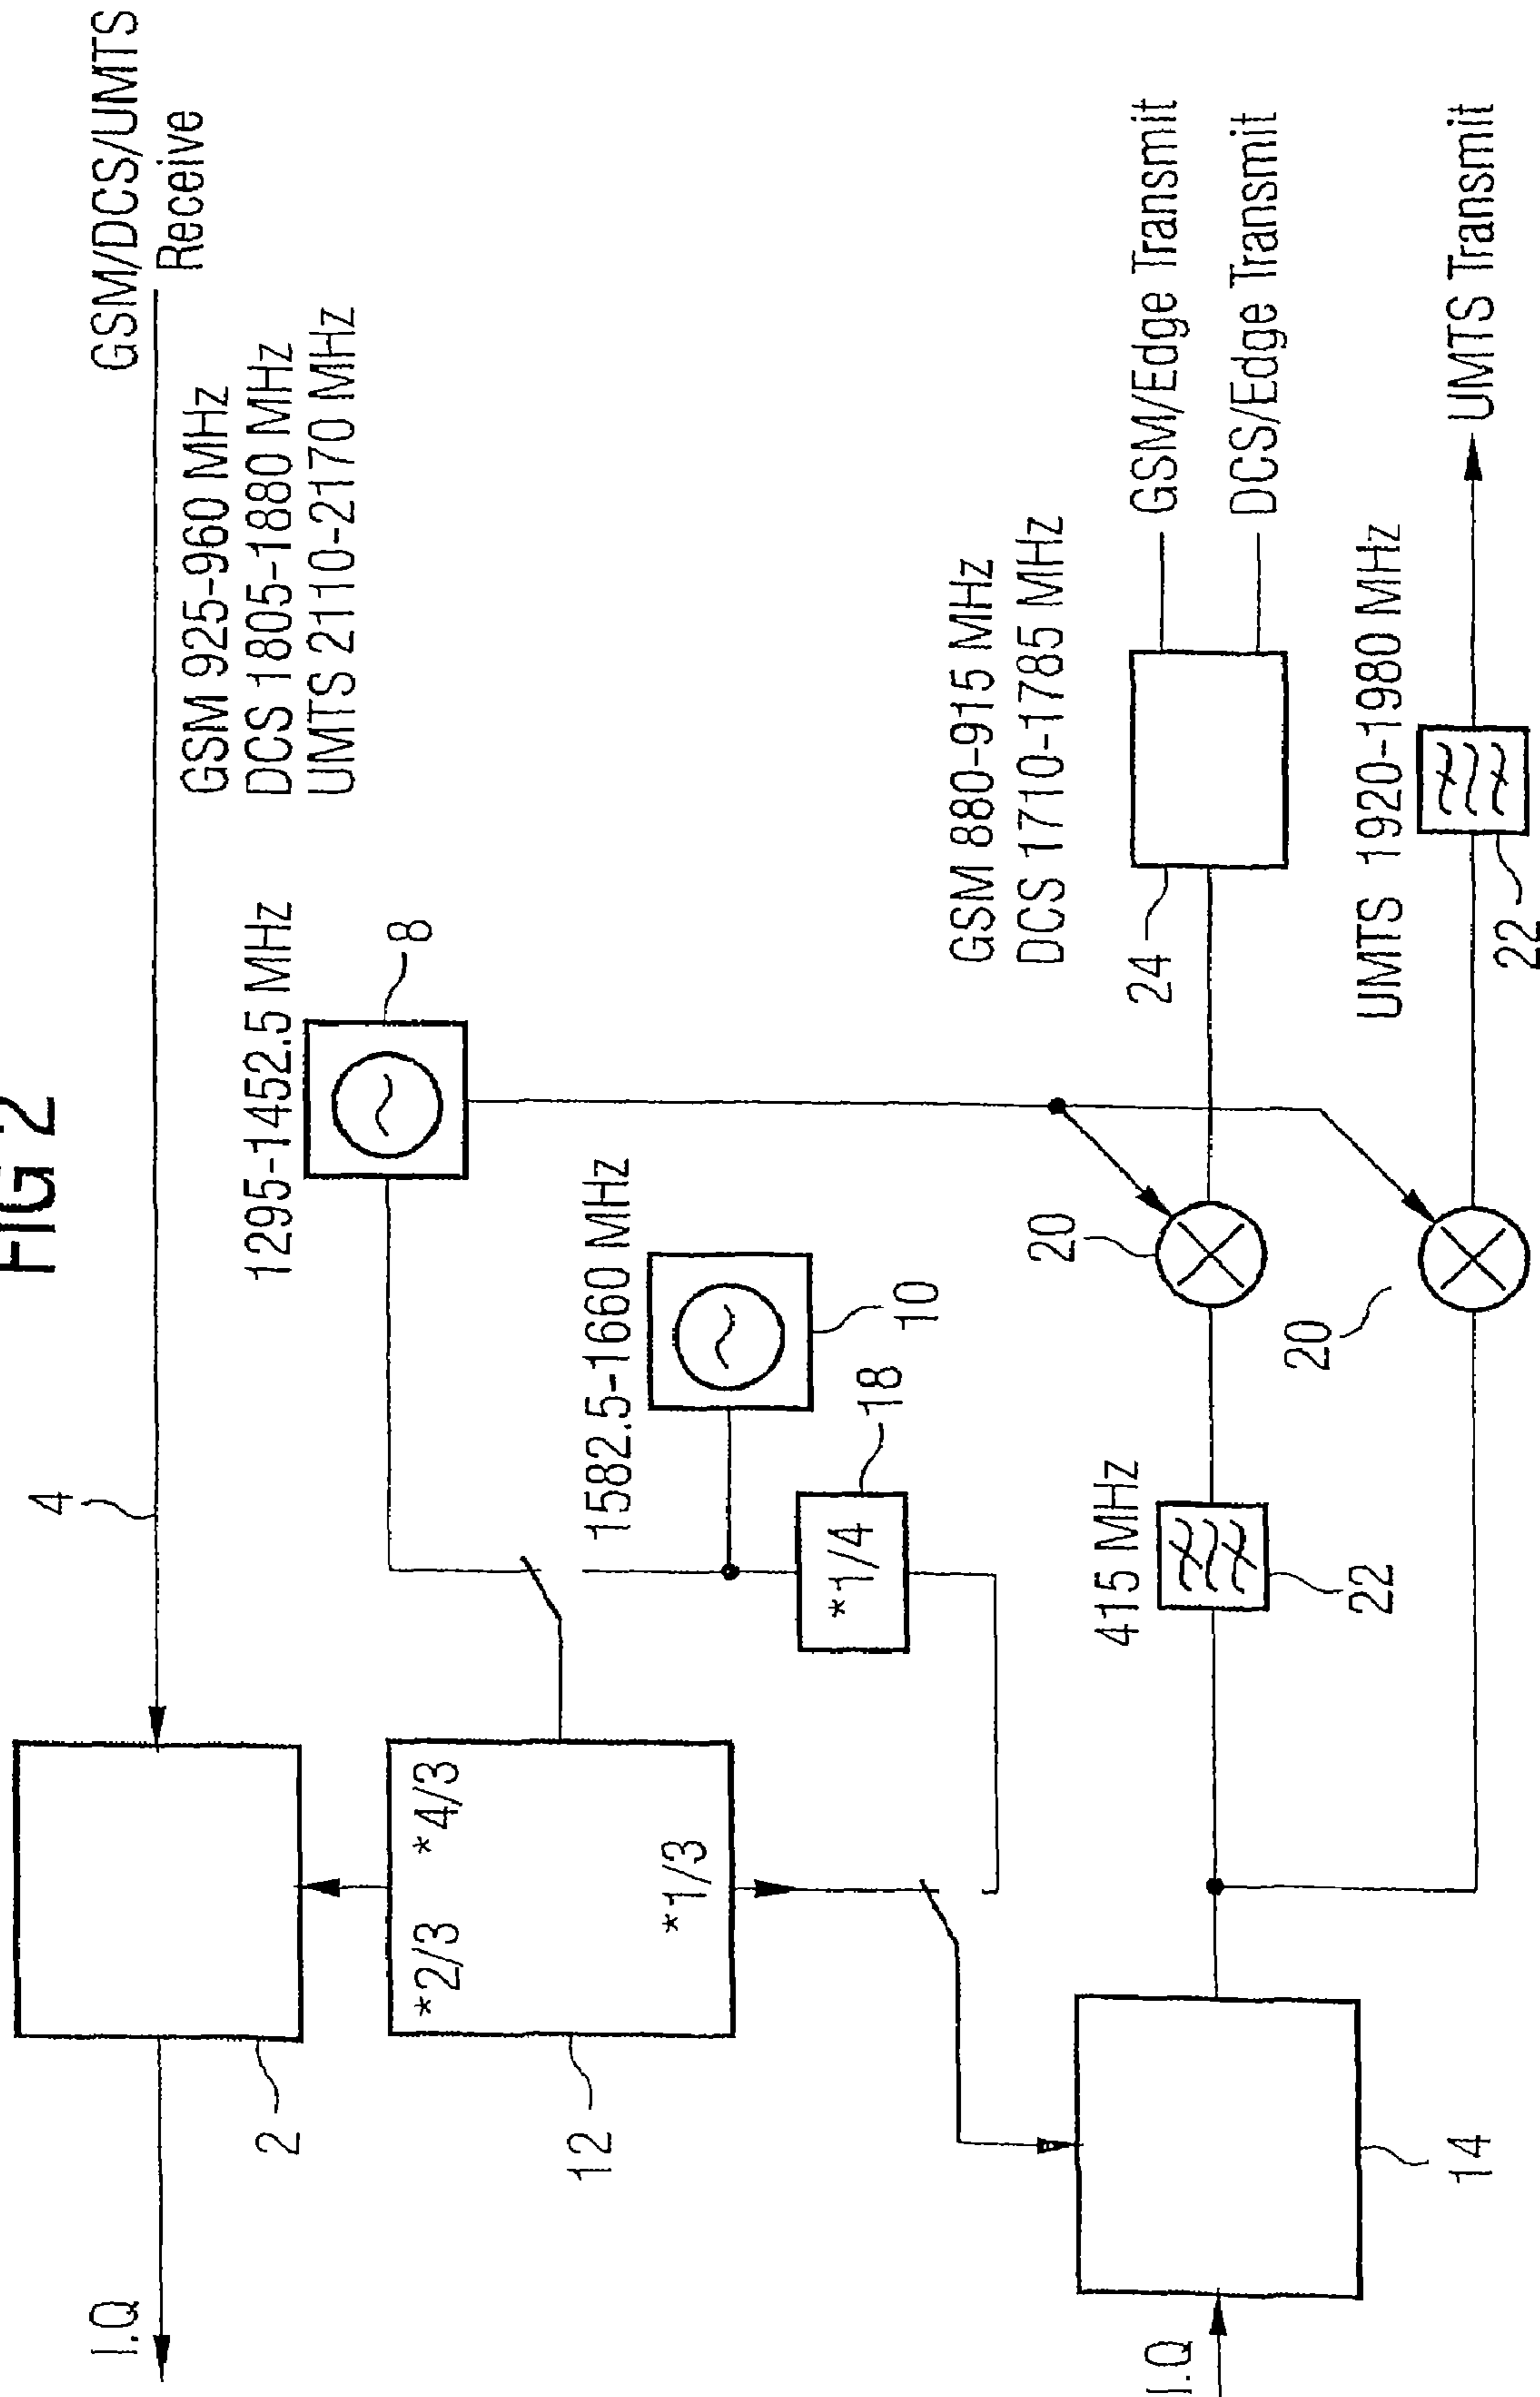 FIG 2
GSM/DCS/UMTS
Receive
4
GSM 925-960 MHz
DCS 1805-1880 MHz
UMTS 2110-2170 MHz
I.Q
2
1295-1452.5 MHz
8
*2/3
*4/3
*1/3
12
1582.5-1660 MHz
10
*1/4
18
GSM 880-915 MHz
DCS 1710-1785 MHz
415 MHz
22
20
24
GSM/Edge Transmit
DCS/Edge Transmit
I.Q
14
20
UMTS 1920-1980 MHz
22
UMTS Transmit